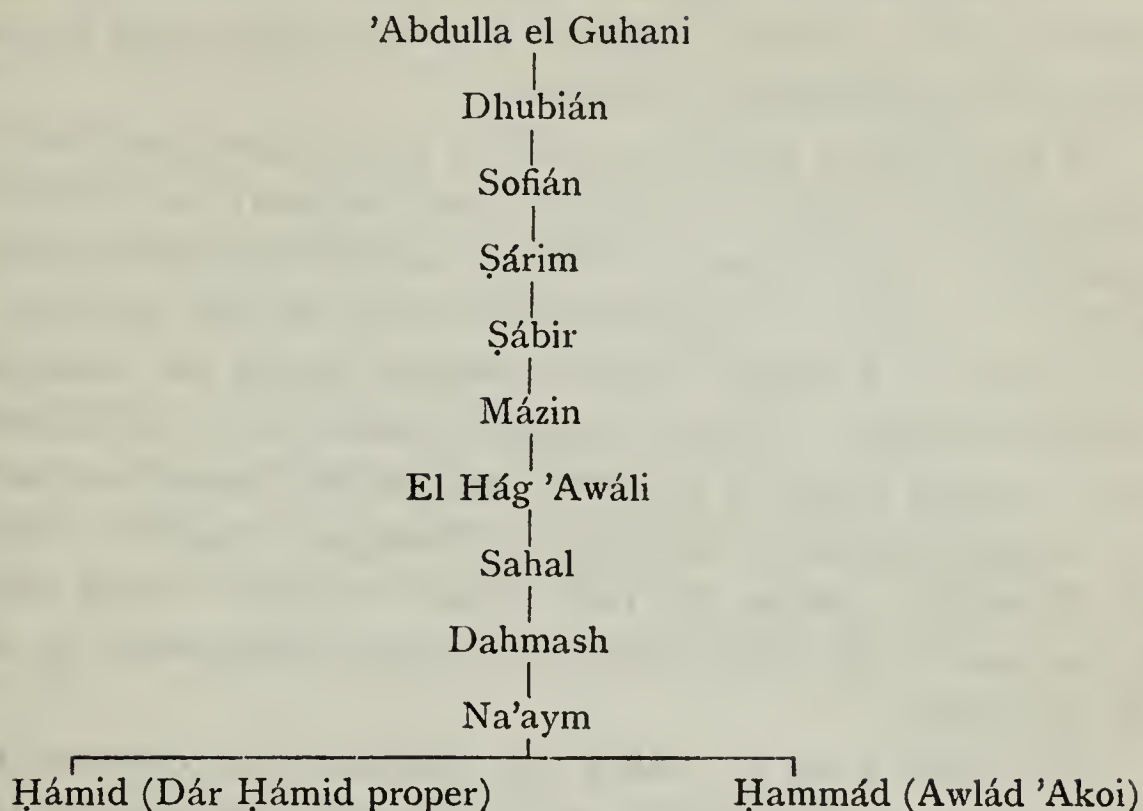 ’Abdulla el Guhani
Dhubián
Sofián
Ṣárim
Ṣábir
Mázin
El Hág ’Awáli
Sahal
Dahmash
Na’aym
Ḥámid (Dár Ḥámid proper) Ḥammád (Awlád ’Akoi)